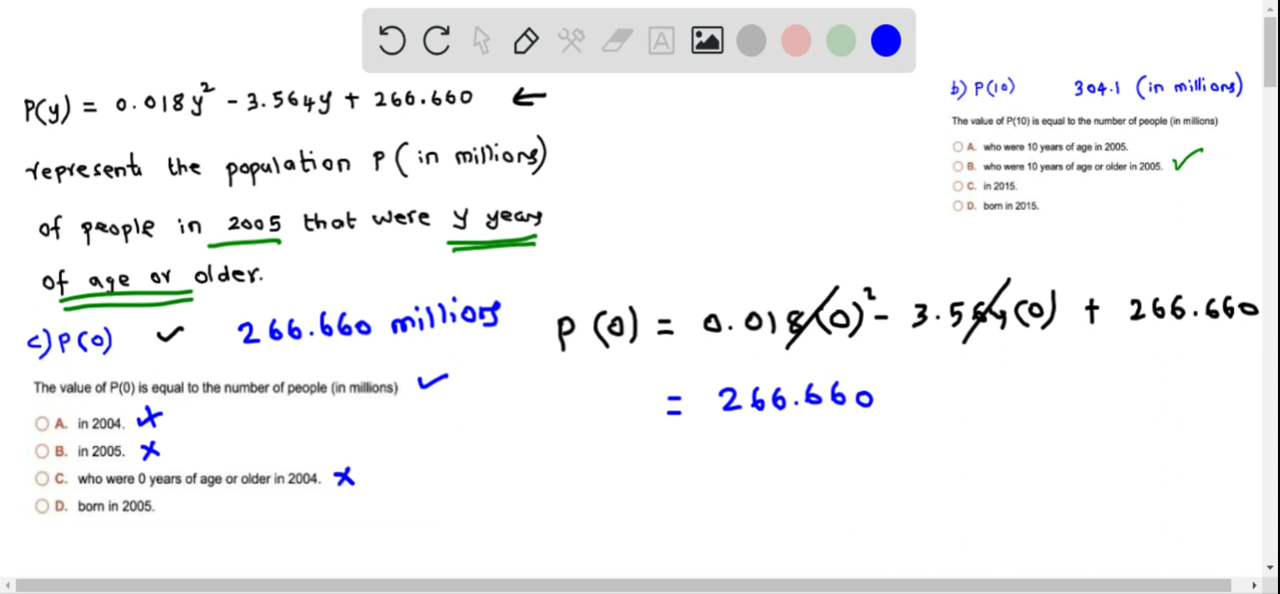 P(y) = 0.018y² - 3.564y + 266.660 ←
represents the population P (in millions)
of people in 2005 that were y years
of age or older.
c) P(0) ✓ 266.660 millions
The value of P(0) is equal to the number of people (in millions) ✓
A. in 2004. ✗
B. in 2005. ✗
C. who were 0 years of age or older in 2004. ✗
D. born in 2005.
b) P(10) 304.1 (in millions)
The value of P(10) is equal to the number of people (in millions)
A. who were 10 years of age in 2005.
B. who were 10 years of age or older in 2005. ✓
C. in 2015.
D. born in 2015.
P(0) = 0.018(0)² - 3.564(0) + 266.660
= 266.660
A